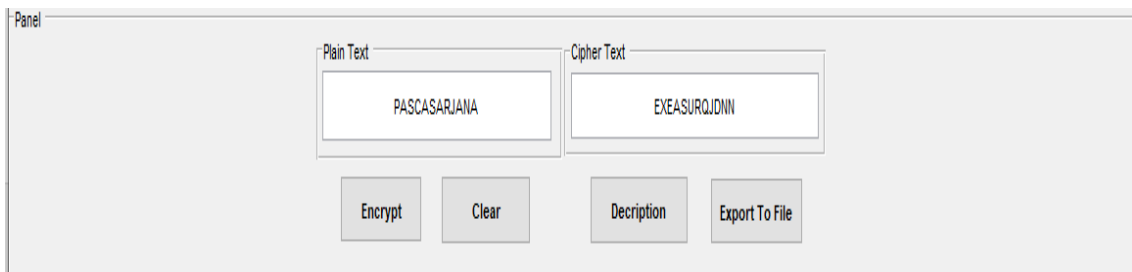 Panel
Plain Text
Cipher Text
PASCASARJANA
EXEASURQJDNN
Encrypt
Clear
Decription
Export To File